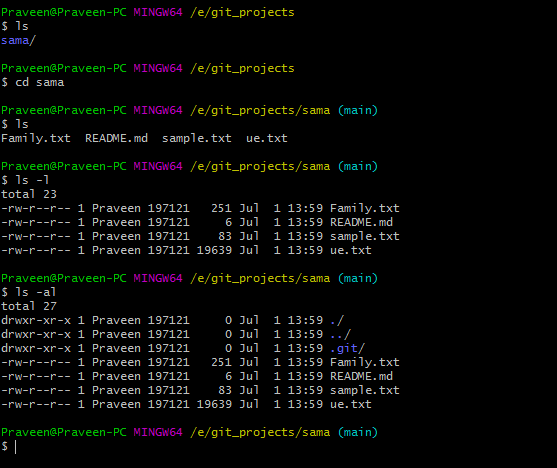 Praveen@Praveen-PC MINGW64 /e/git_projects
$ ls
sama/
Praveen@Praveen-PC MINGW64 /e/git_projects
$ cd sama
Praveen@Praveen-PC MINGW64 /e/git_projects/sama (main)
$ ls
Family.txt  README.md  sample.txt  ue.txt
Praveen@Praveen-PC MINGW64 /e/git_projects/sama (main)
$ ls -l
total 23
-rw-r--r-- 1 Praveen 197121   251 Jul  1 13:59 Family.txt
-rw-r--r-- 1 Praveen 197121     6 Jul  1 13:59 README.md
-rw-r--r-- 1 Praveen 197121    83 Jul  1 13:59 sample.txt
-rw-r--r-- 1 Praveen 197121 19639 Jul  1 13:59 ue.txt
Praveen@Praveen-PC MINGW64 /e/git_projects/sama (main)
$ ls -al
total 27
drwxr-xr-x 1 Praveen 197121     0 Jul  1 13:59 ./
drwxr-xr-x 1 Praveen 197121     0 Jul  1 13:59 ../
drwxr-xr-x 1 Praveen 197121     0 Jul  1 13:59 .git/
-rw-r--r-- 1 Praveen 197121   251 Jul  1 13:59 Family.txt
-rw-r--r-- 1 Praveen 197121     6 Jul  1 13:59 README.md
-rw-r--r-- 1 Praveen 197121    83 Jul  1 13:59 sample.txt
-rw-r--r-- 1 Praveen 197121 19639 Jul  1 13:59 ue.txt
Praveen@Praveen-PC MINGW64 /e/git_projects/sama (main)
$